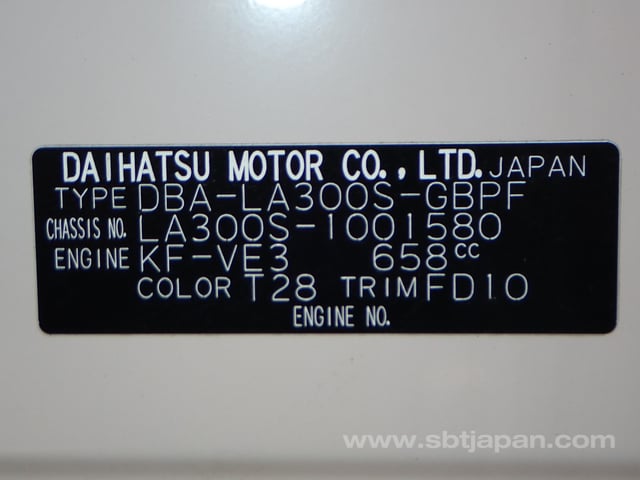 DAIHATSU MOTOR CO., LTD. JAPAN
TYPE DBA-LA300S-GBPF
CHASSIS NO. LA300S-1001580
ENGINE KF-VE3 658cc
COLOR T28 TRIM FD10
ENGINE NO.
www.sbtjapan.com